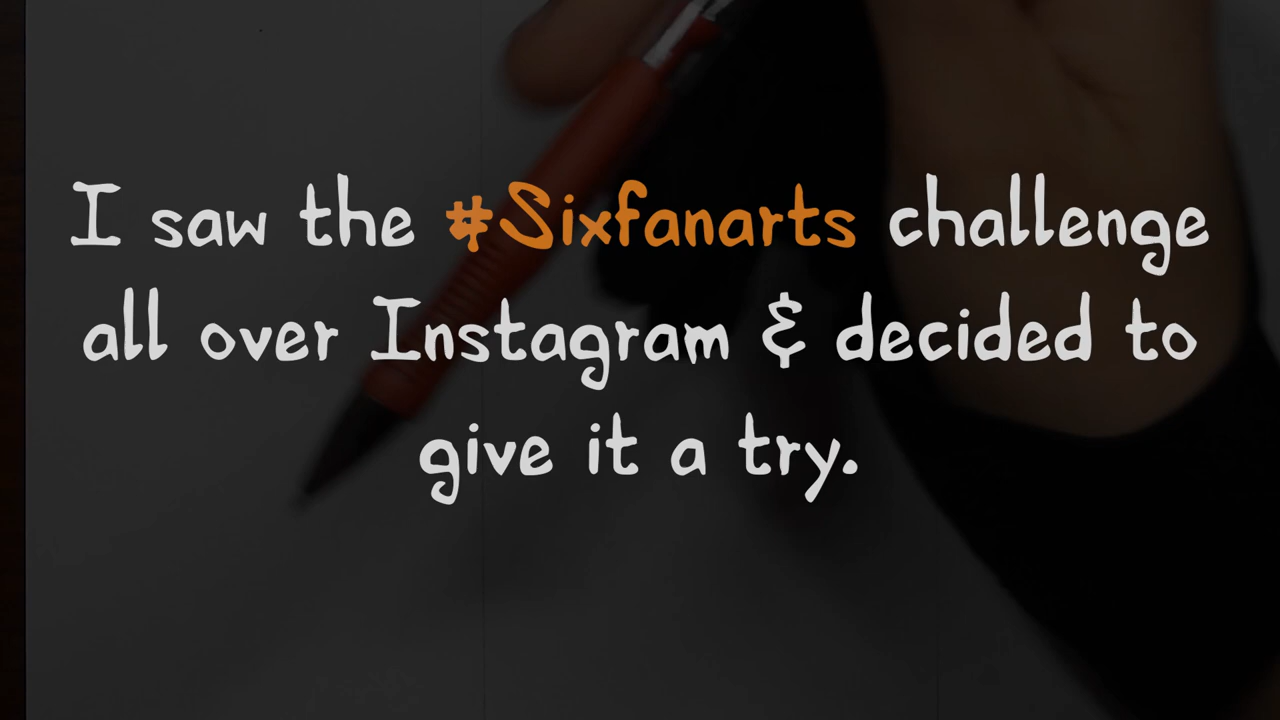 I saw the #Sixfanarts challenge
all over Instagram & decided to
give it a try.